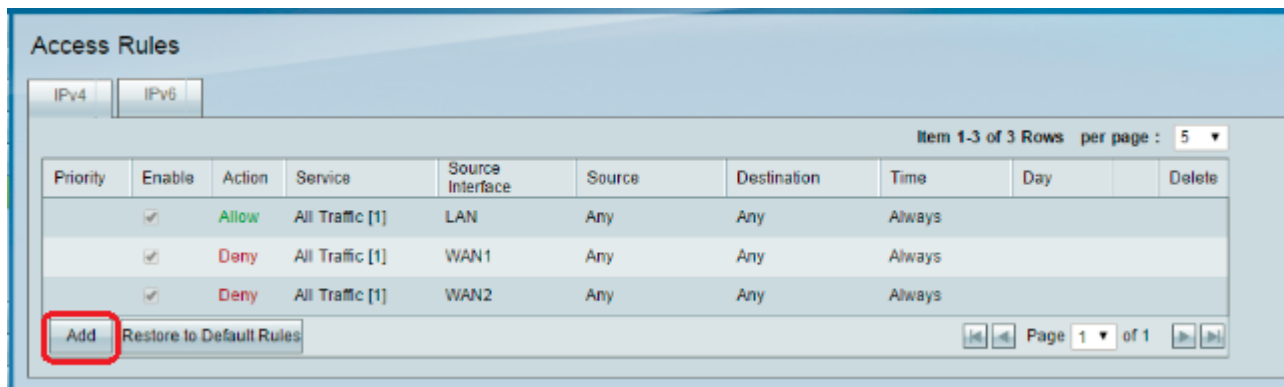 Access Rules
IPv4 IPv6
Item 1-3 of 3 Rows per page : 5
Priority Enable Action Service Source Interface Source Destination Time Day Delete
Allow All Traffic [1] LAN Any Any Always
Deny All Traffic [1] WAN1 Any Any Always
Deny All Traffic [1] WAN2 Any Any Always
Add Restore to Default Rules Page 1 of 1